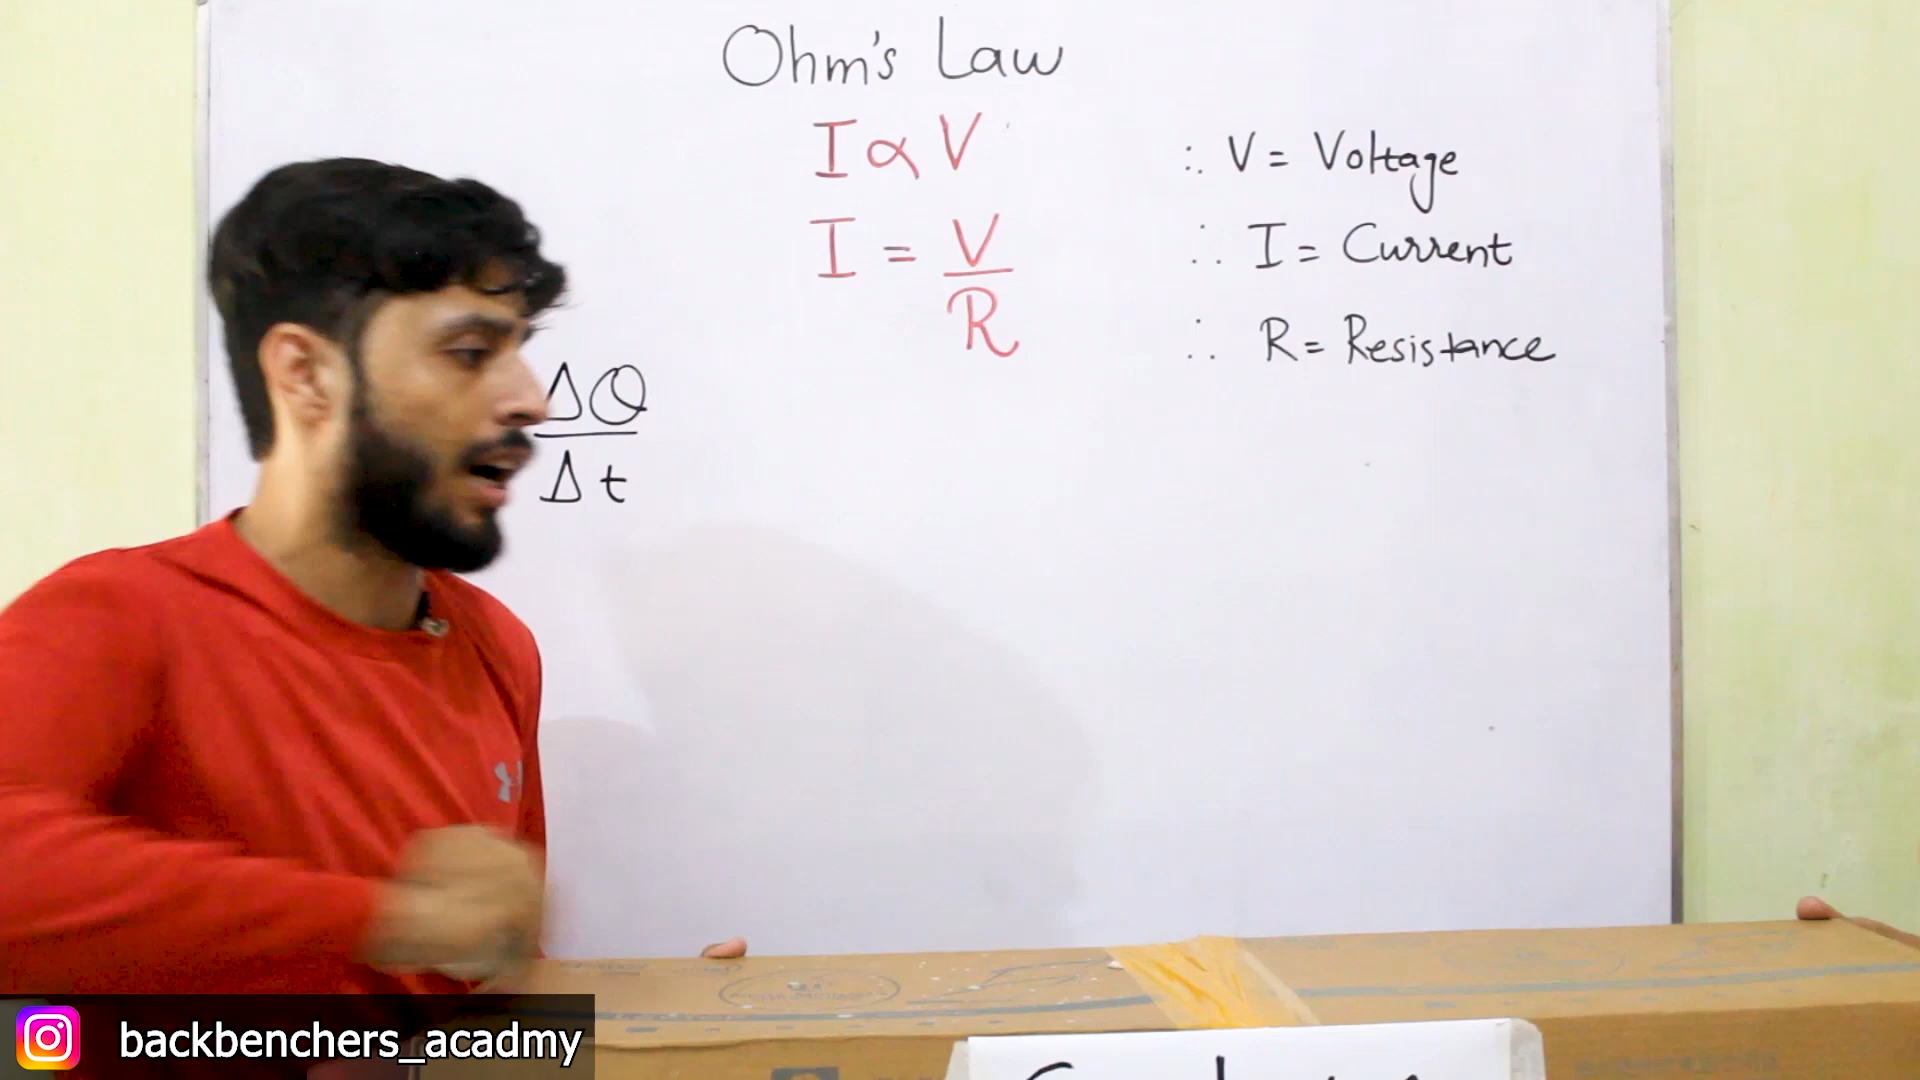 Ohm's Law
I ∝ V
I = V/R
∴ V = Voltage
∴ I = Current
∴ R = Resistance
ΔQ
Δt
backbenchers_acadmy